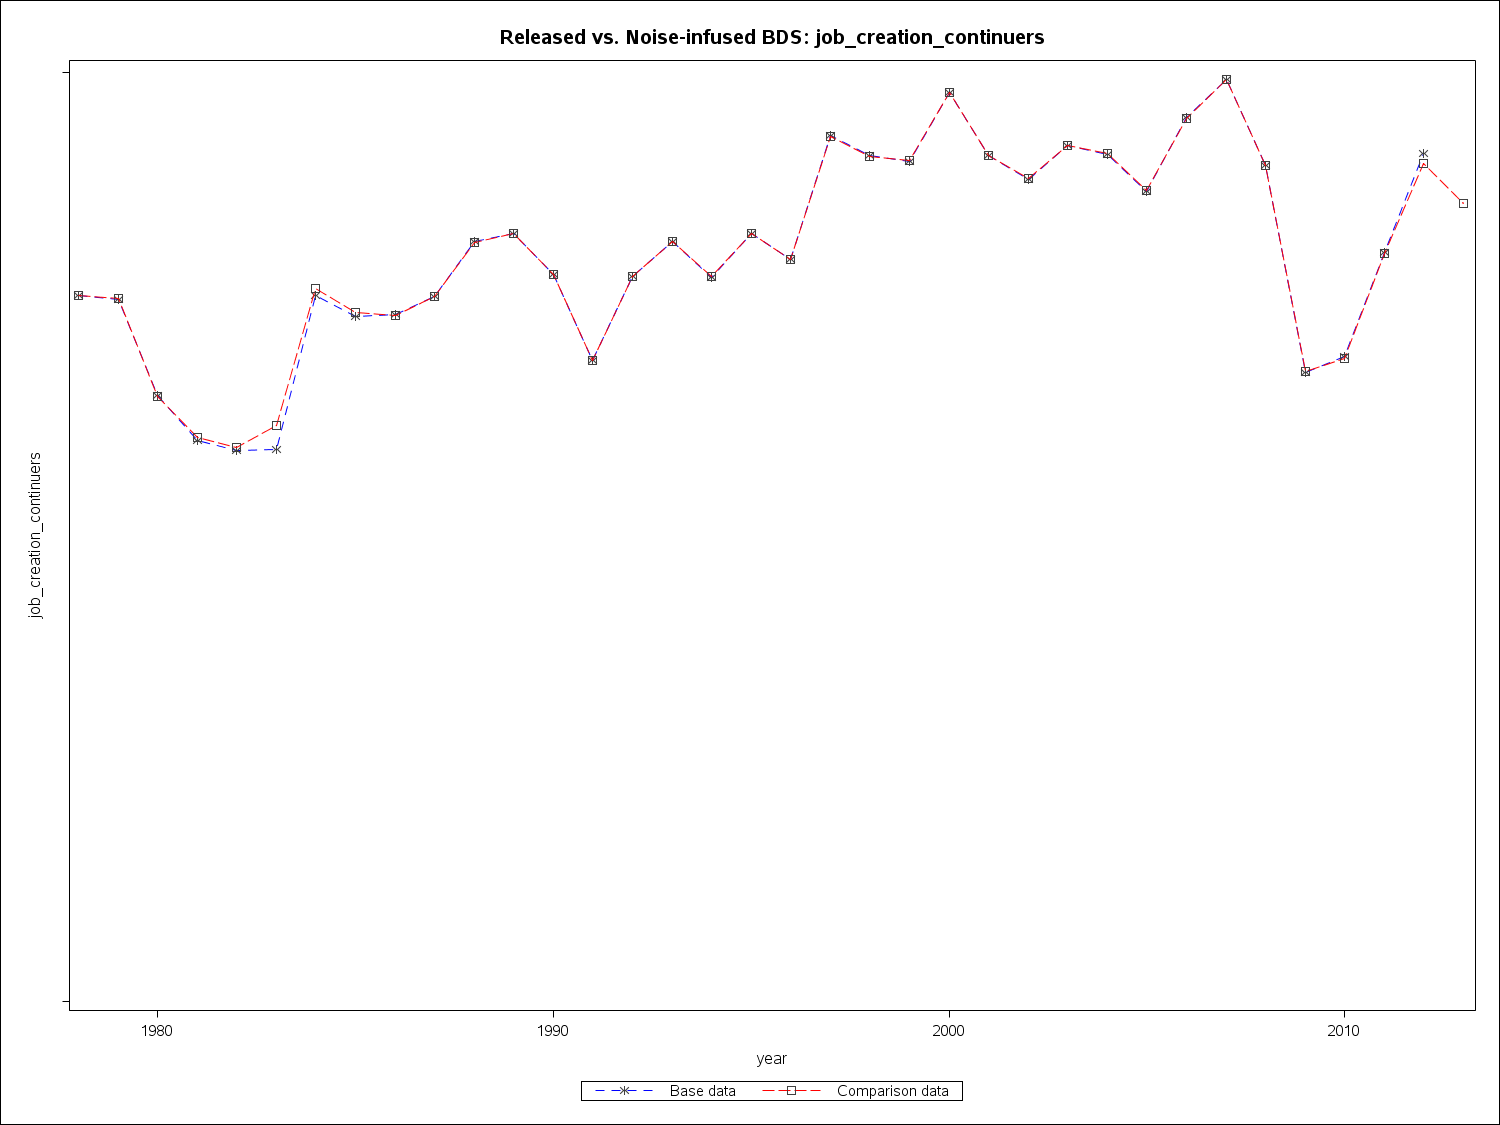 Released vs. Noise-infused BDS: job_creation_continuers
job_creation_continuers
1980 1990 2000 2010
year
Base data Comparison data